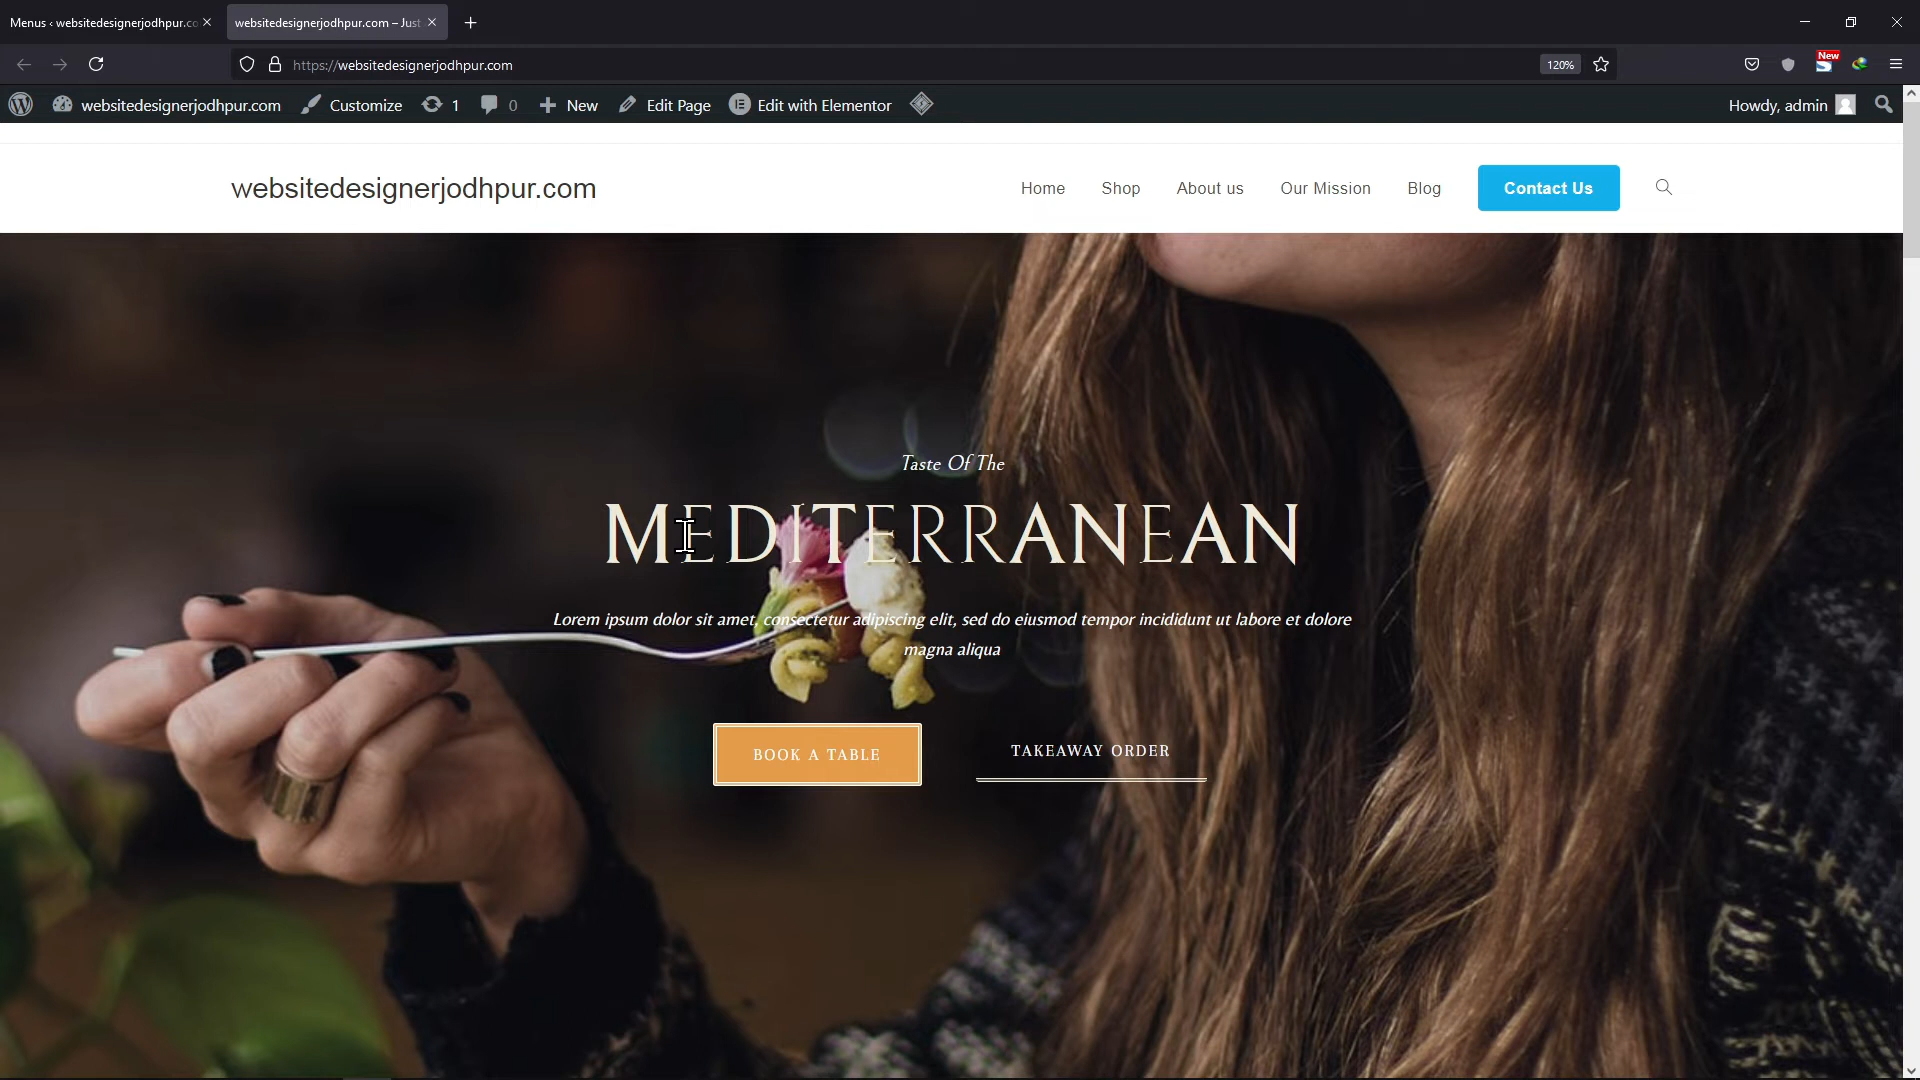 Menus ‹ websitedesignerjodhpur.co
websitedesignerjodhpur.com – Just
https://websitedesignerjodhpur.com
120%
New
websitedesignerjodhpur.com
Customize
1
0
New
Edit Page
Edit with Elementor
Howdy, admin
websitedesignerjodhpur.com
Home
Shop
About us
Our Mission
Blog
Contact Us
Taste Of The
MEDITERRANEAN
Lorem ipsum dolor sit amet, consectetur adipiscing elit, sed do eiusmod tempor incididunt ut labore et dolore
magna aliqua
BOOK A TABLE
TAKEAWAY ORDER